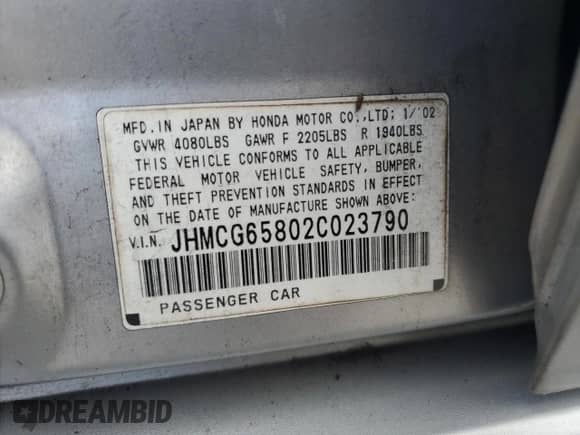 MFD. IN JAPAN BY HONDA MOTOR CO.,LTD; 1/'02
GVWR 4080LBS GAWR F 2205LBS R 1940LBS
THIS VEHICLE CONFORMS TO ALL APPLICABLE
FEDERAL MOTOR VEHICLE SAFETY, BUMPER,
AND THEFT PREVENTION STANDARDS IN EFFECT
ON THE DATE OF MANUFACTURE SHOWN ABOVE:
V.I.N. JHMCG65802C023790
PASSENGER CAR
DREAMBID